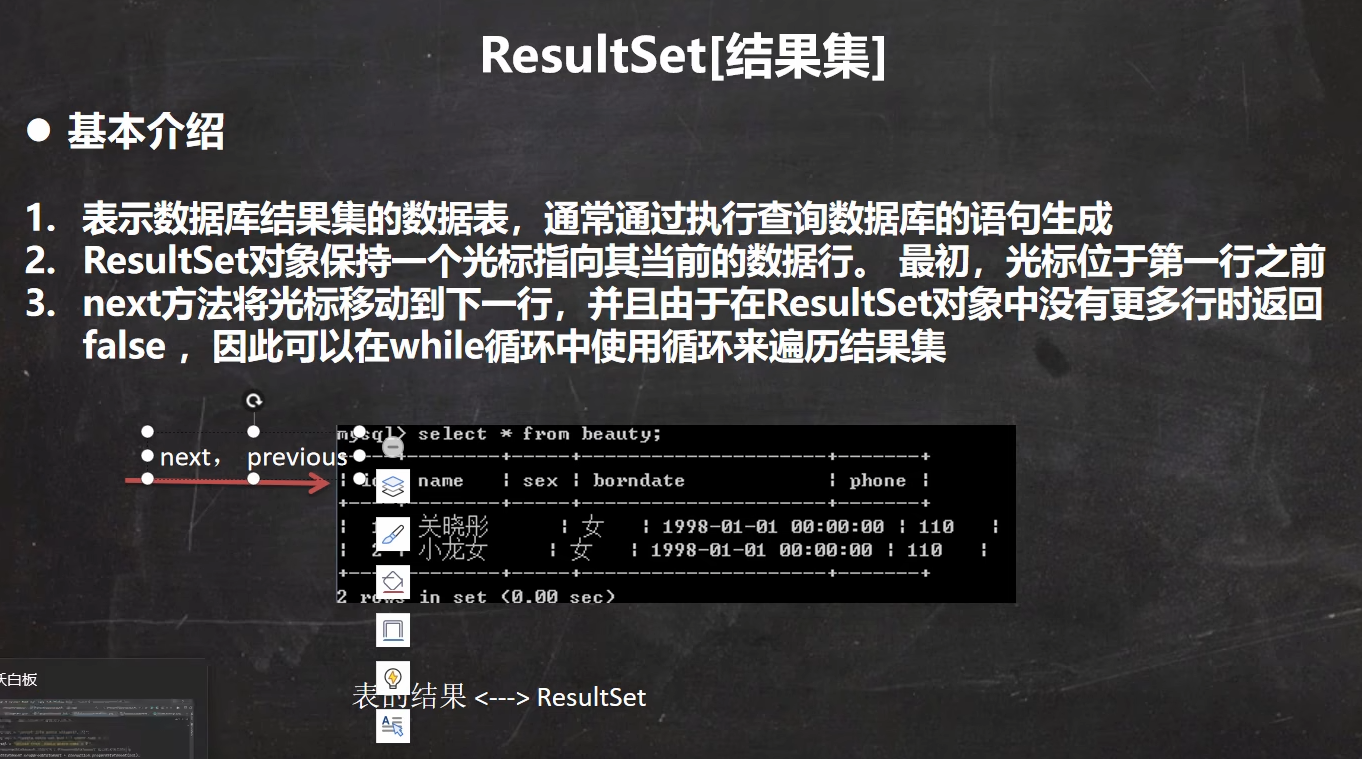 ResultSet[结果集]
● 基本介绍
1. 表示数据库结果集的数据表，通常通过执行查询数据库的语句生成
2. ResultSet对象保持一个光标指向其当前的数据行。 最初，光标位于第一行之前
3. next方法将光标移动到下一行，并且由于在ResultSet对象中没有更多行时返回
false ，因此可以在while循环中使用循环来遍历结果集
mysql> select * from beauty;
next， previous
name | sex | borndate | phone |
| 1 | 关晓彤 | 女 | 1998-01-01 00:00:00 | 110 |
| 2 | 小龙女 | 女 | 1998-01-01 00:00:00 | 110 |
2 rows in set (0.00 sec)
表的结果 <---> ResultSet
白板